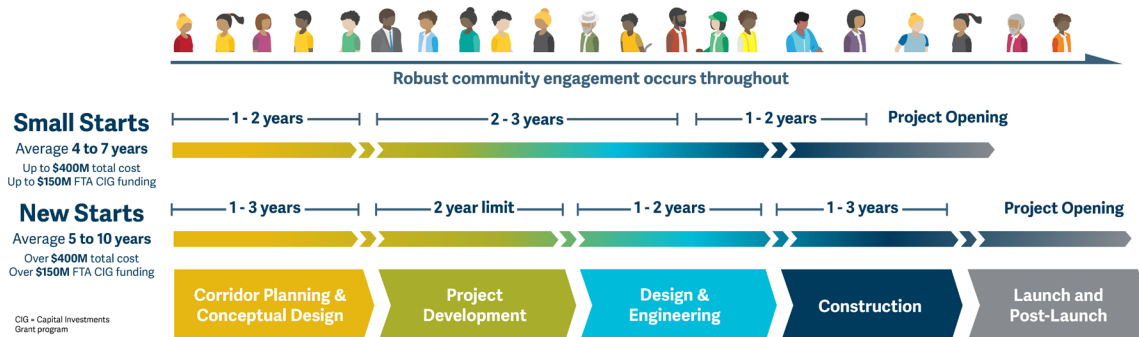 Robust community engagement occurs throughout
Small Starts
Average 4 to 7 years
Up to $400M total cost
Up to $150M FTA CIG funding
1 - 2 years
2 - 3 years
1 - 2 years
Project Opening
New Starts
Average 5 to 10 years
Over $400M total cost
Over $150M FTA CIG funding
1 - 3 years
2 year limit
1 - 2 years
1 - 3 years
Project Opening
CIG = Capital Investments
Grant program
Corridor Planning &
Conceptual Design
Project
Development
Design &
Engineering
Construction
Launch and
Post-Launch